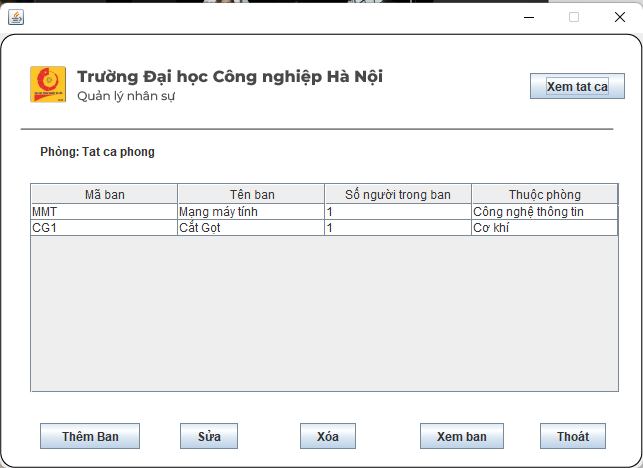 Trường Đại học Công nghiệp Hà Nội
Quản lý nhân sự
Xem tat ca
Phòng: Tat ca phong
Mã ban Tên ban Số người trong ban Thuộc phòng
MMT Mạng máy tính 1 Công nghệ thông tin
CG1 Cắt Gọt 1 Cơ khí
Thêm Ban Sửa Xóa Xem ban Thoát